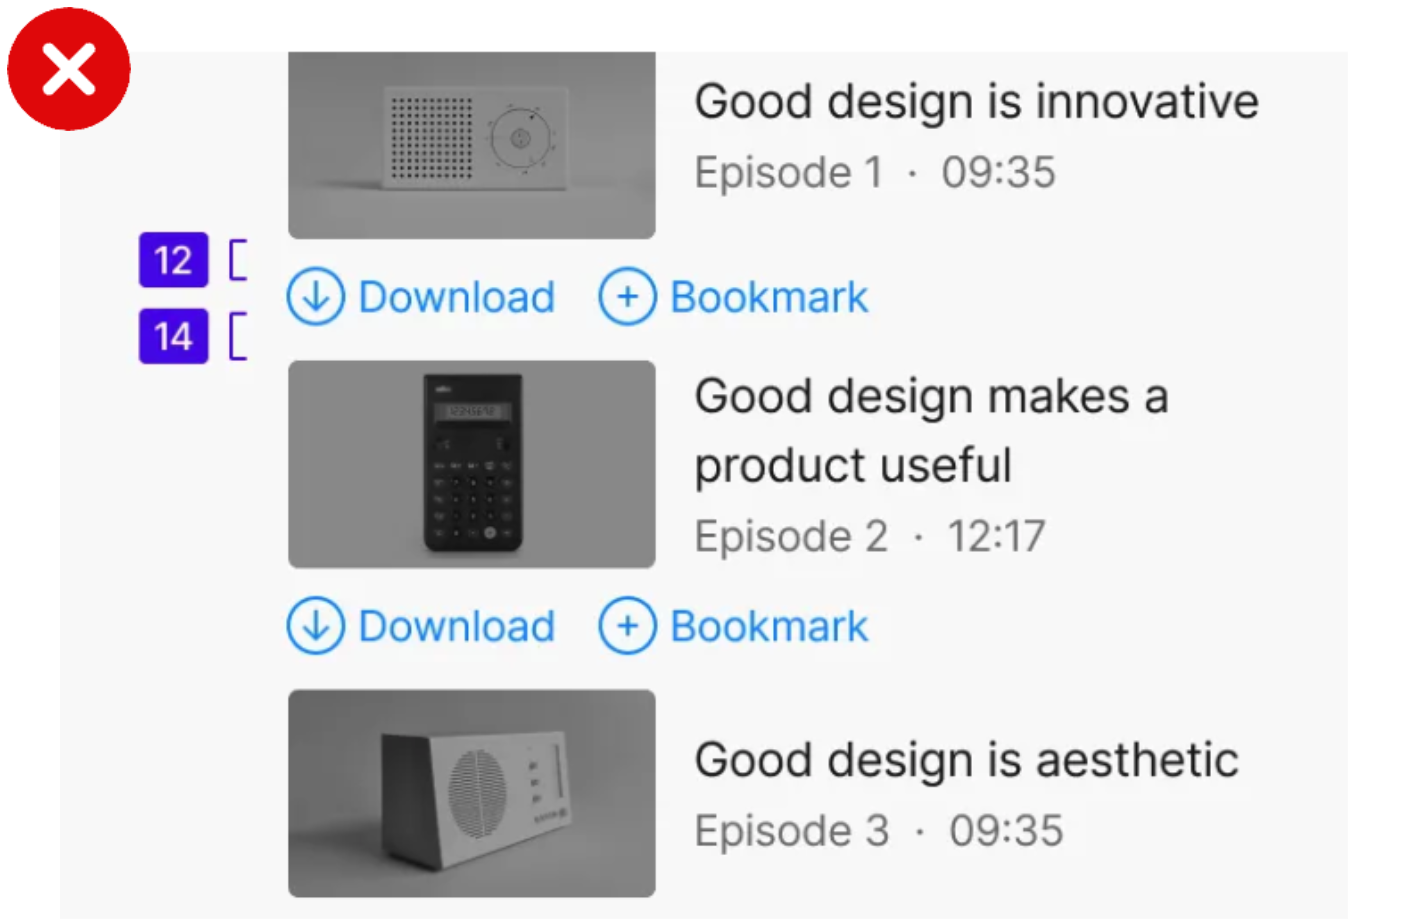 Good design is innovative
Episode 1 · 09:35
12
Download Bookmark
14
Good design makes a
product useful
Episode 2 · 12:17
Download Bookmark
Good design is aesthetic
Episode 3 · 09:35